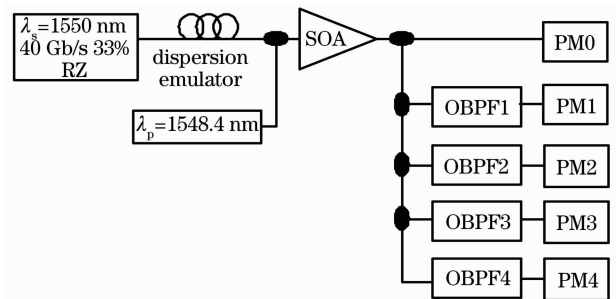 λs=1550 nm
40 Gb/s 33%
RZ
dispersion
emulator
λp=1548.4 nm
SOA
PM0
OBPF1
PM1
OBPF2
PM2
OBPF3
PM3
OBPF4
PM4